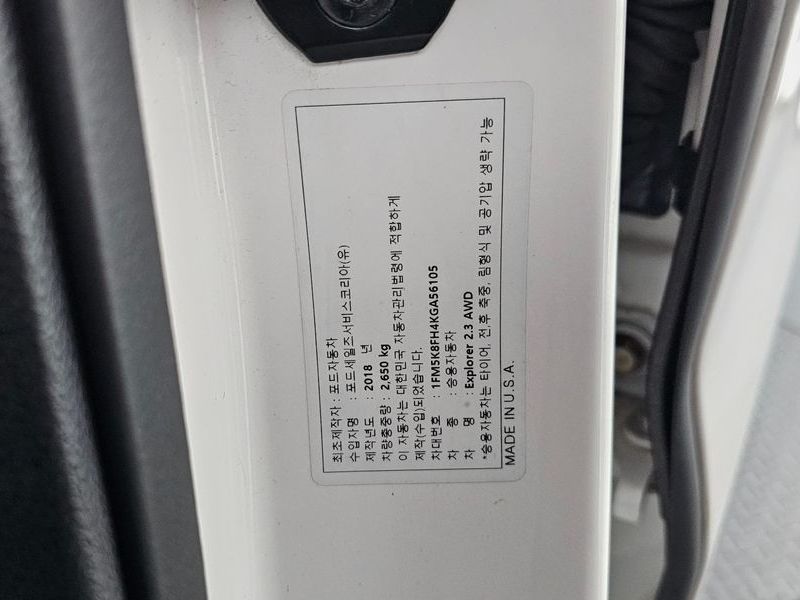 최초제작자 : 포드자동차
수입자명 : 포드세일즈서비스코리아(유)
제작년도 : 2018 년
차량총중량 : 2,650 kg
이 자동차는 대한민국 자동차관리법령에 적합하게
제작(수입)되었습니다.
차대번호 : 1FM5K8FH4KGA56105
차 종 : 승용자동차
차 명 : Explorer 2.3 AWD
*승용자동차는 타이어, 전.후 축중, 림형식 및 공기압 생략 가능
MADE IN U.S.A.